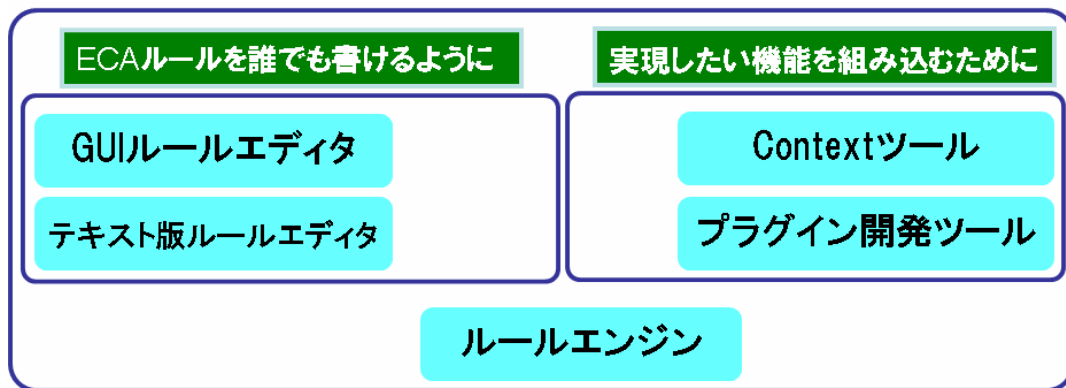 ECAルールを誰でも書けるように
実現したい機能を組み込むために
GUIルールエディタ
Contextツール
テキスト版ルールエディタ
プラグイン開発ツール
ルールエンジン